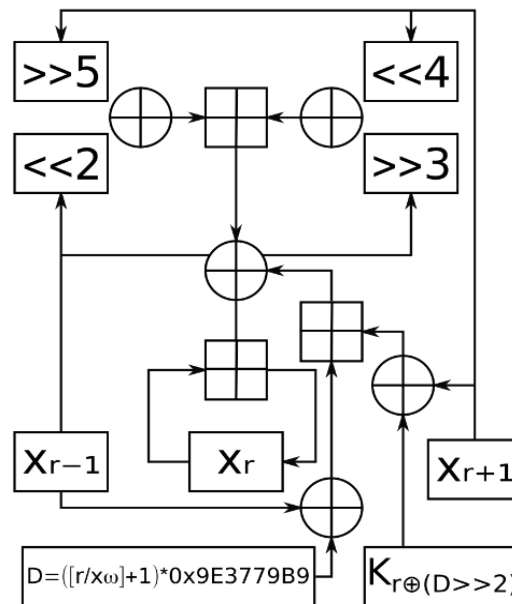 >>5
<<4
<<2
>>3
Xr−1
Xr
Xr+1
D=([r/xω]+1)*0x9E3779B9
Kr⊕(D>>2)